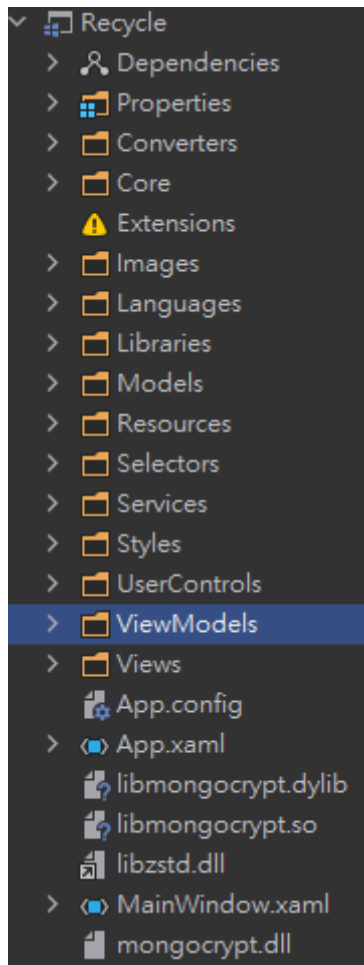 Recycle
Dependencies
Properties
Converters
Core
Extensions
Images
Languages
Libraries
Models
Resources
Selectors
Services
Styles
UserControls
ViewModels
Views
App.config
App.xaml
libmongocrypt.dylib
libmongocrypt.so
libzstd.dll
MainWindow.xaml
mongocrypt.dll